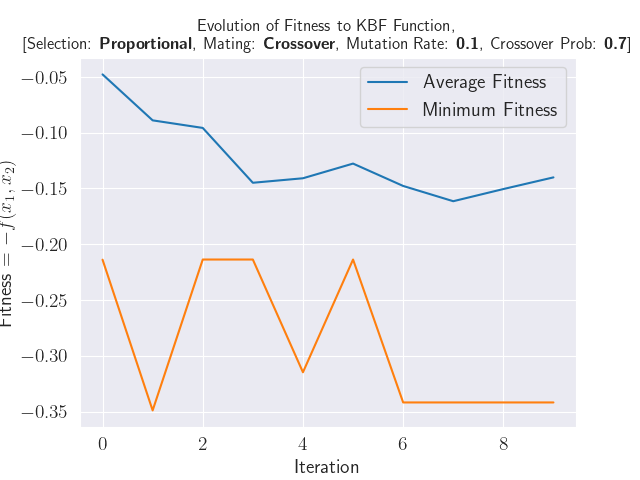 Evolution of Fitness to KBF Function,
[Selection: Proportional, Mating: Crossover, Mutation Rate: 0.1, Crossover Prob: 0.7]
Average Fitness
Minimum Fitness
−0.05
−0.10
−0.15
−0.20
−0.25
−0.30
−0.35
Fitness = −f(x₁, x₂)
0 2 4 6 8
Iteration